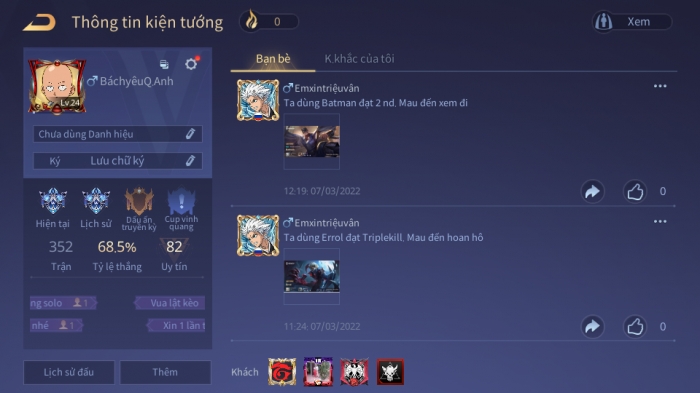 Thông tin kiện tướng
0
Xem
BáchyêuQ.Anh
Lv.24
Chưa dùng Danh hiệu
Ký Lưu chữ ký
Hiện tại
Lịch sử
Dấu ấn truyền kỳ
Cup vinh quang
352
68.5%
82
Trận
Tỷ lệ thắng
Uy tín
ng solo 1
Vua lật kèo
nhé 1
Xin 1 lần t
Lịch sử đấu
Thêm
Bạn bè
K.khắc của tôi
Emxintriệuvân
Ta dùng Batman đạt 2 nd, Mau đến xem đi
12:19: 07/03/2022
0
Emxintriệuvân
Ta dùng Errol đạt Triplekill, Mau đến hoan hô
11:24: 07/03/2022
0
Khách